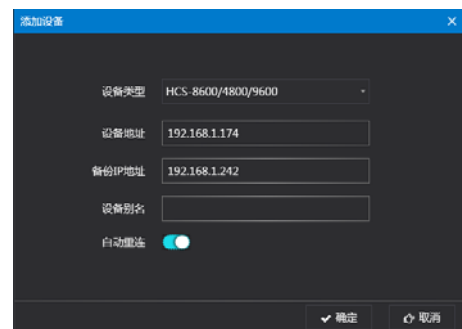 添加设备
设备类型 HCS-8600/4800/9600
设备地址 192.168.1.174
备份IP地址 192.168.1.242
设备别名
自动重连
确定 取消